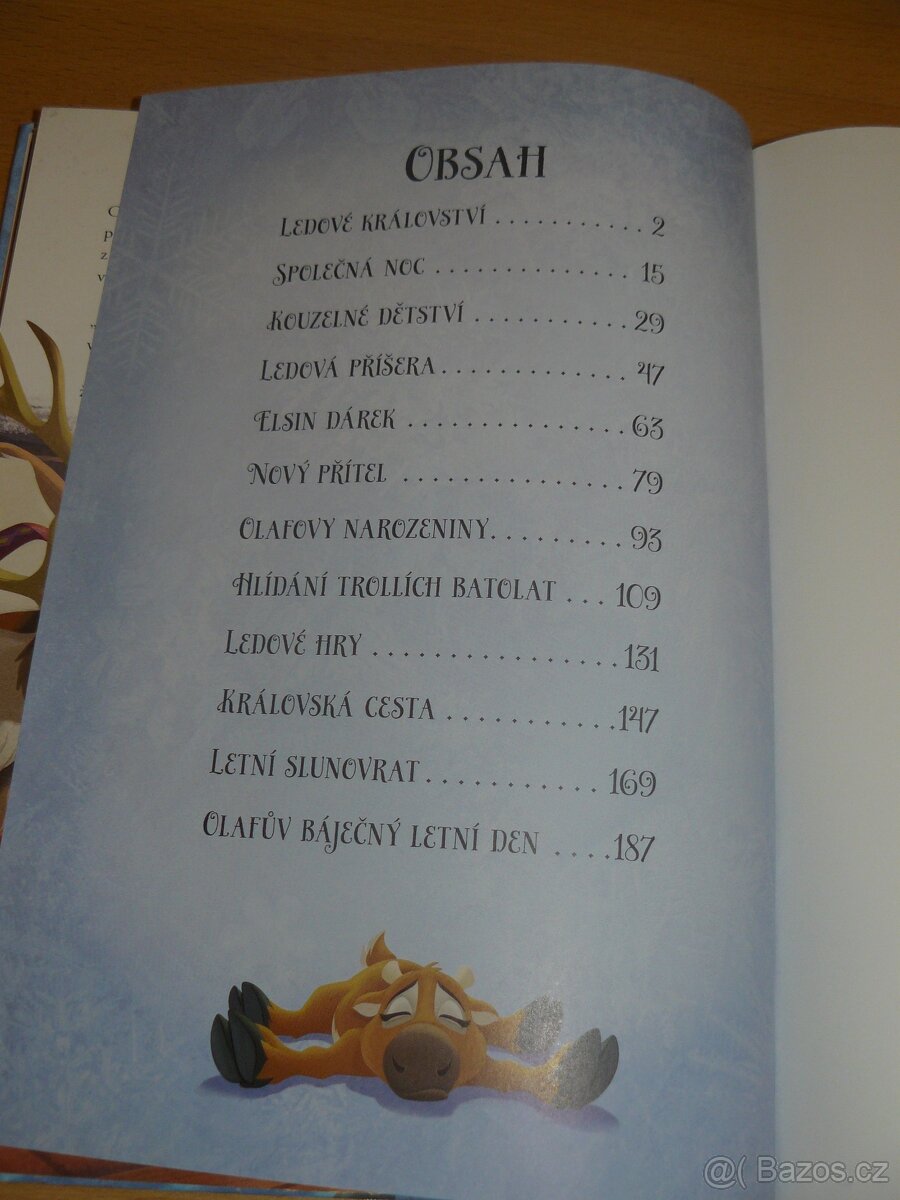 Obsah
Ledové království . . . . . . . . . . . 2
Společná noc . . . . . . . . . . . . . . 15
Kouzelné dětství . . . . . . . . . . . 29
Ledová příšera . . . . . . . . . . . . . 47
Elsin dárek . . . . . . . . . . . . . . . 63
Nový přítel . . . . . . . . . . . . . . . 79
Olafovy narozeniny. . . . . . . . . 93
Hlídání trollích batolat . . . 109
Ledové hry . . . . . . . . . . . . . . . . 131
Královská cesta . . . . . . . . . . . 147
Letní slunovrat . . . . . . . . . . . 169
Olafův báječný letní den . . . . 187
@( Bazos.cz